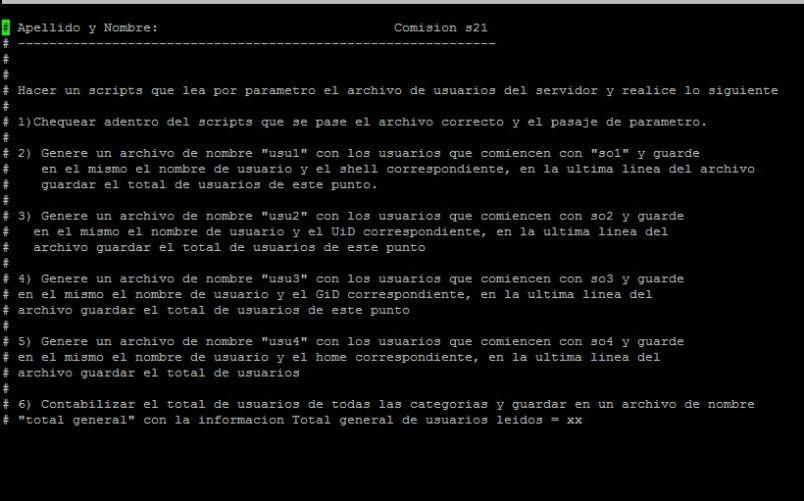 # Apellido y Nombre: Comision s21
# -------------------------------------------------------------
#
#
# Hacer un scripts que lea por parametro el archivo de usuarios del servidor y realice lo siguiente
#
# 1)Chequear adentro del scripts que se pase el archivo correcto y el pasaje de parametro.
#
# 2) Genere un archivo de nombre "usu1" con los usuarios que comiencen con "so1" y guarde
# en el mismo el nombre de usuario y el shell correspondiente, en la ultima linea del archivo
# guardar el total de usuarios de este punto.
#
# 3) Genere un archivo de nombre "usu2" con los usuarios que comiencen con so2 y guarde
# en el mismo el nombre de usuario y el UiD correspondiente, en la ultima linea del
# archivo guardar el total de usuarios de este punto
#
# 4) Genere un archivo de nombre "usu3" con los usuarios que comiencen con so3 y guarde
# en el mismo el nombre de usuario y el GiD correspondiente, en la ultima linea del
# archivo guardar el total de usuarios de este punto
#
# 5) Genere un archivo de nombre "usu4" con los usuarios que comiencen con so4 y guarde
# en el mismo el nombre de usuario y el home correspondiente, en la ultima linea del
# archivo guardar el total de usuarios
#
# 6) Contabilizar el total de usuarios de todas las categorias y guardar en un archivo de nombre
# "total general" con la informacion Total general de usuarios leidos = xx